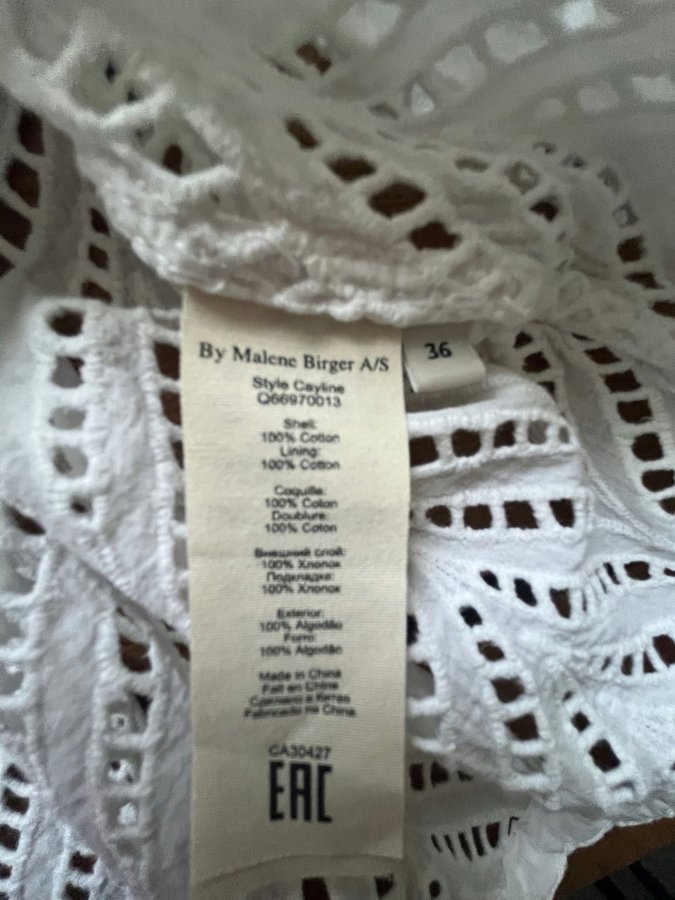 By Malene Birger A/S
36
Style Cayline
Q66970013
Shell:
100% Cotton
Lining:
100% Cotton
Coquille:
100% Coton
Doublure:
100% Coton
Внешний слой:
100% Хлопок
Подкладка:
100% Хлопок
Exterior:
100% Algodão
Forro:
100% Algodão
Made in China
Fait en Chine
Сделано в Китае
Fabricado na China
CA30427
EAC